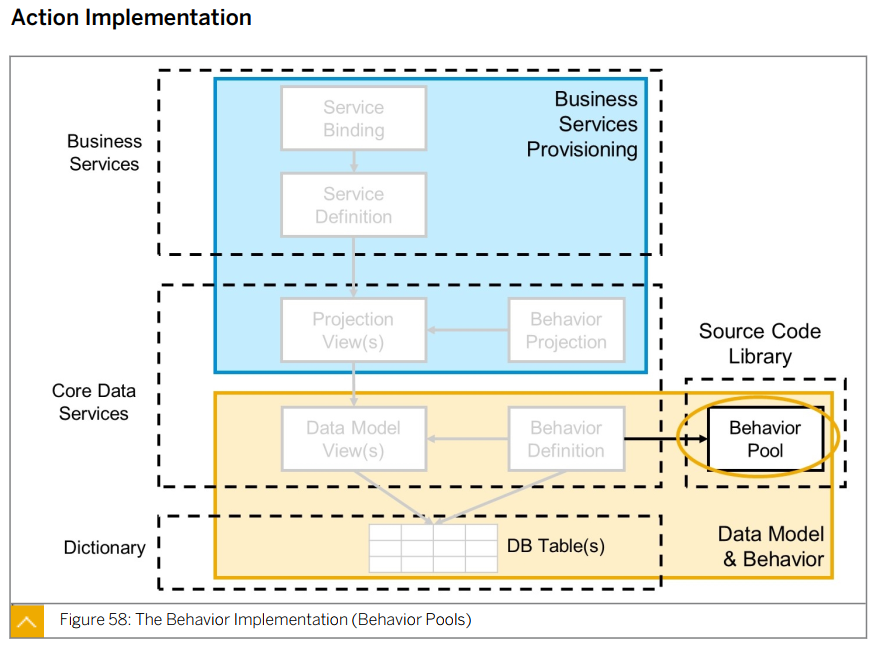 Action Implementation
Business
Services
Service
Binding
Business
Services
Provisioning
Service
Definition
Core Data
Services
Projection
View(s)
Behavior
Projection
Source Code
Library
Data Model
View(s)
Behavior
Definition
Behavior
Pool
Dictionary
DB Table(s)
Data Model
& Behavior
Figure 58: The Behavior Implementation (Behavior Pools)